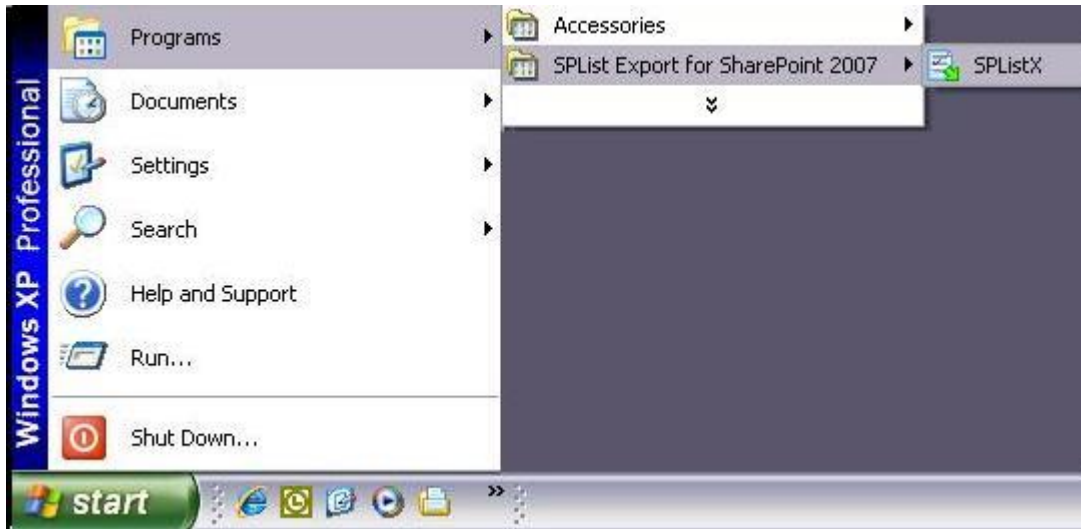 Windows XP Professional
Programs
Documents
Settings
Search
Help and Support
Run...
Shut Down...
Accessories
SPList Export for SharePoint 2007
SPListX
start